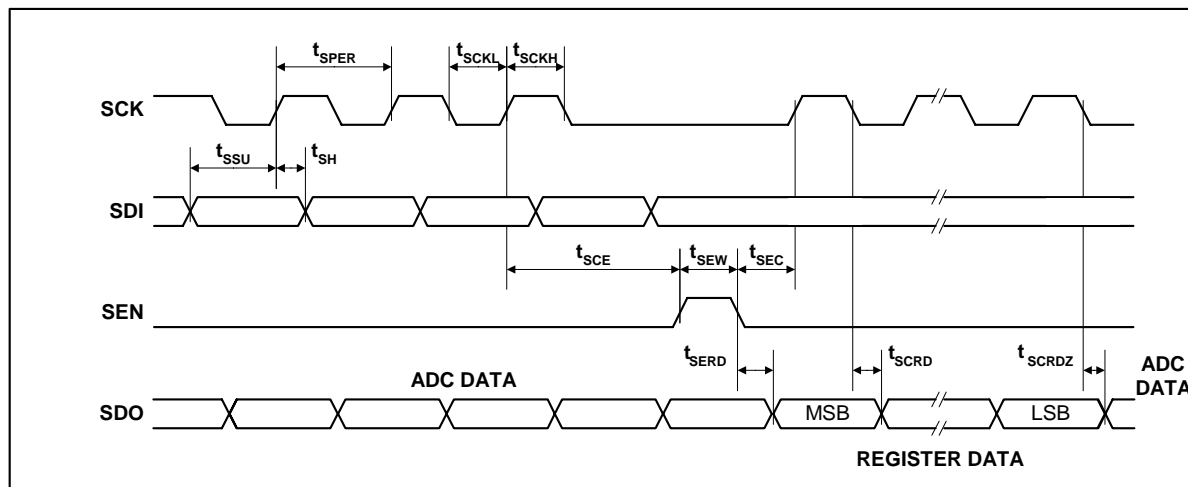 tSPER
tSCKL
tSCKH
SCK
tSSU
tSH
SDI
tSCE
tSEW
tSEC
SEN
tSERD
tSCRD
tSCRDZ
ADC DATA
ADC
DATA
SDO
MSB
LSB
REGISTER DATA